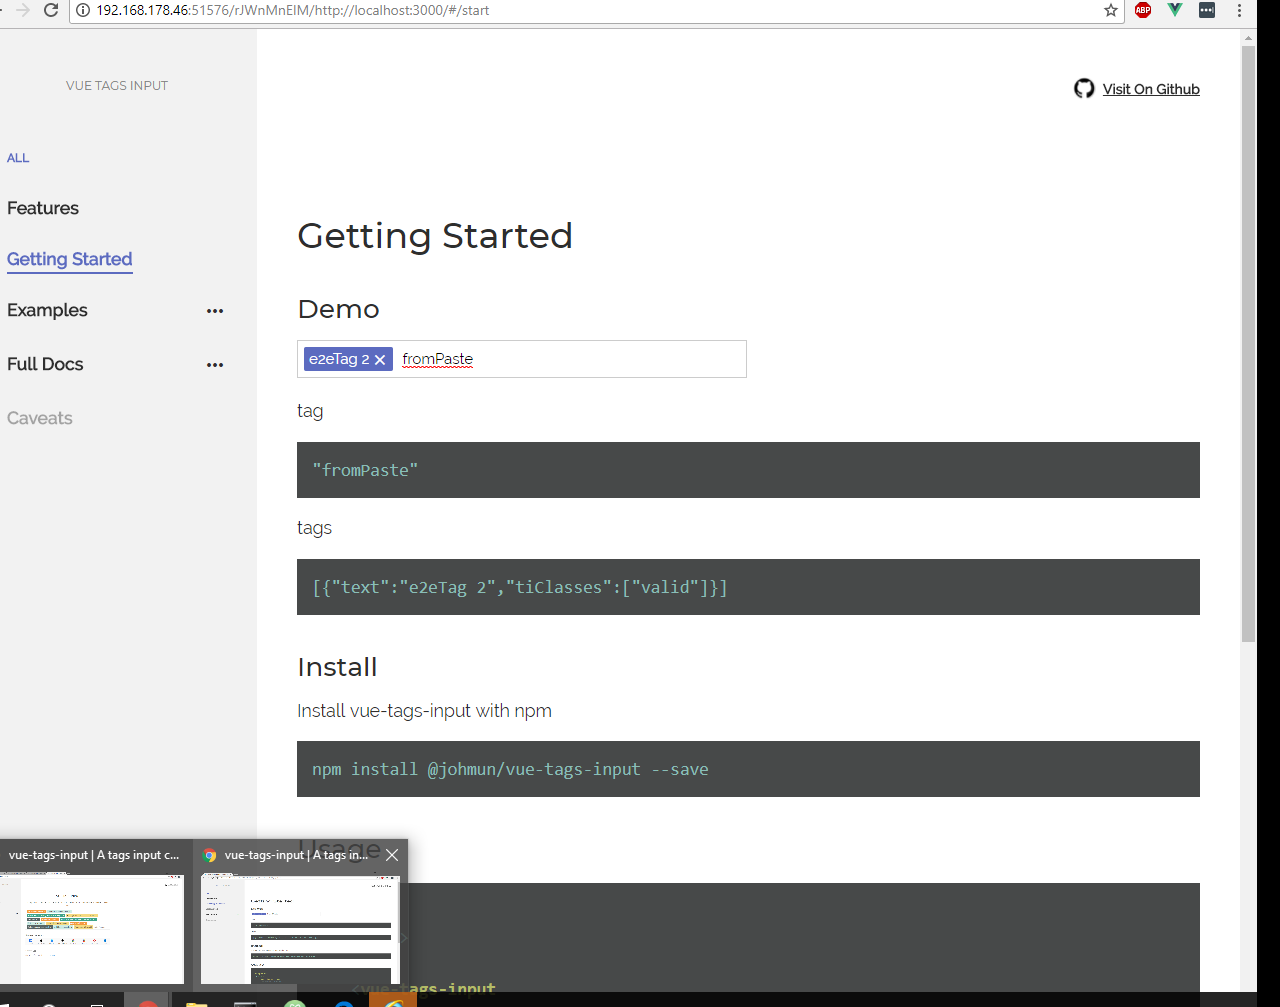 192.168.178.46:51576/rJWnMnEIM/http://localhost:3000/#/start
ABP
VUE TAGS INPUT
Visit On Github
ALL
Features
Getting Started
Examples
Full Docs
Caveats
Getting Started
Demo
e2eTag 2 fromPaste
tag
"fromPaste"
tags
[{"text":"e2eTag 2","tiClasses":["valid"]}]
Install
Install vue-tags-input with npm
npm install @johmun/vue-tags-input --save
Usage
vue-tags-input | A tags input c...
vue-tags-input | A tags in...
<vue-tags-input